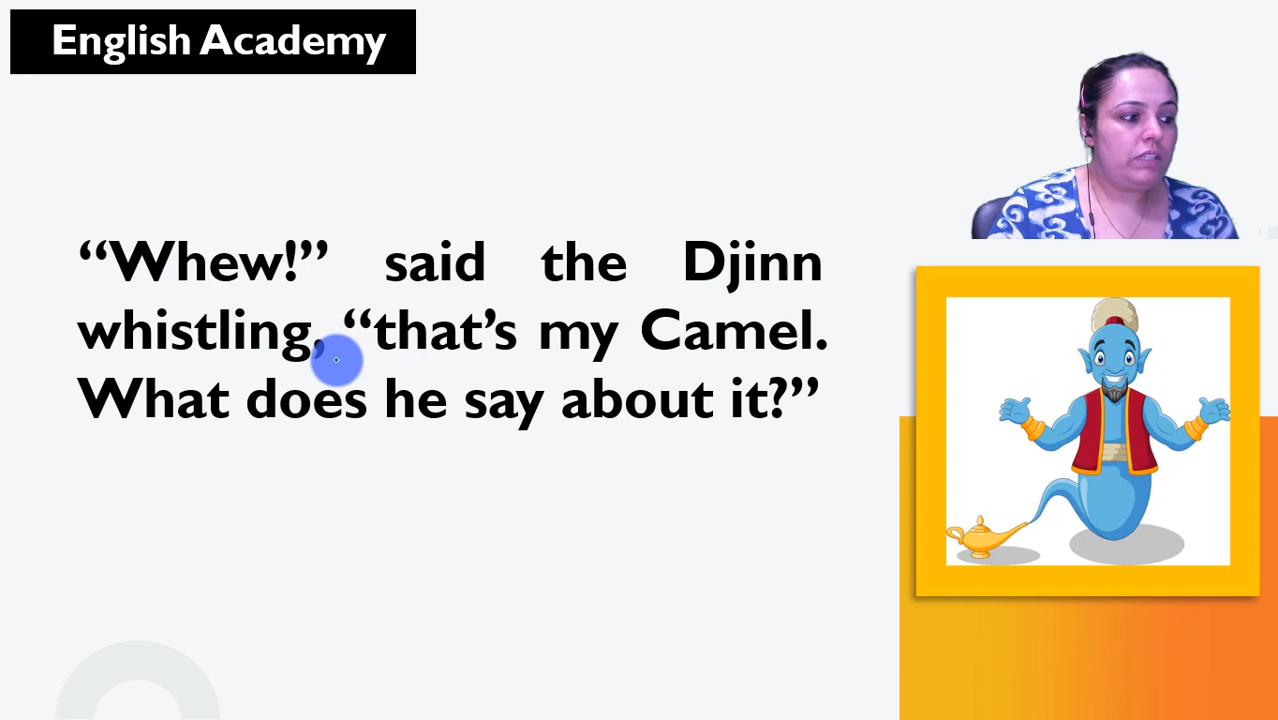 English Academy
“Whew!” said the Djinn
whistling, “that’s my Camel.
What does he say about it?”